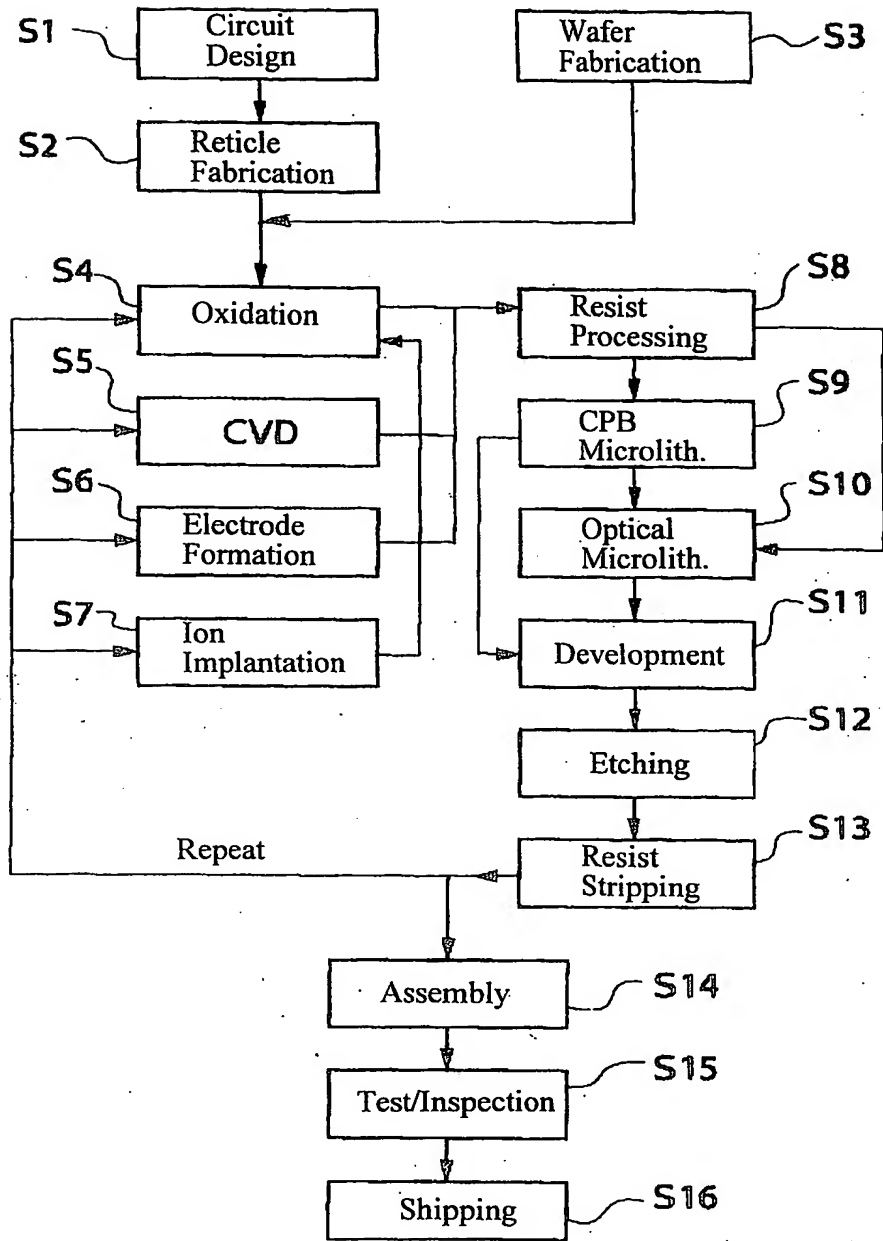 S1
Circuit
Design
Wafer
Fabrication
S3
S2
Reticle
Fabrication
S4
Oxidation
S8
Resist
Processing
S5
CVD
S9
CPB
Microlith.
S6
Electrode
Formation
S10
Optical
Microlith.
S7
Ion
Implantation
S11
Development
S12
Etching
S13
Resist
Stripping
Repeat
Assembly
S14
Test/Inspection
S15
Shipping
S16